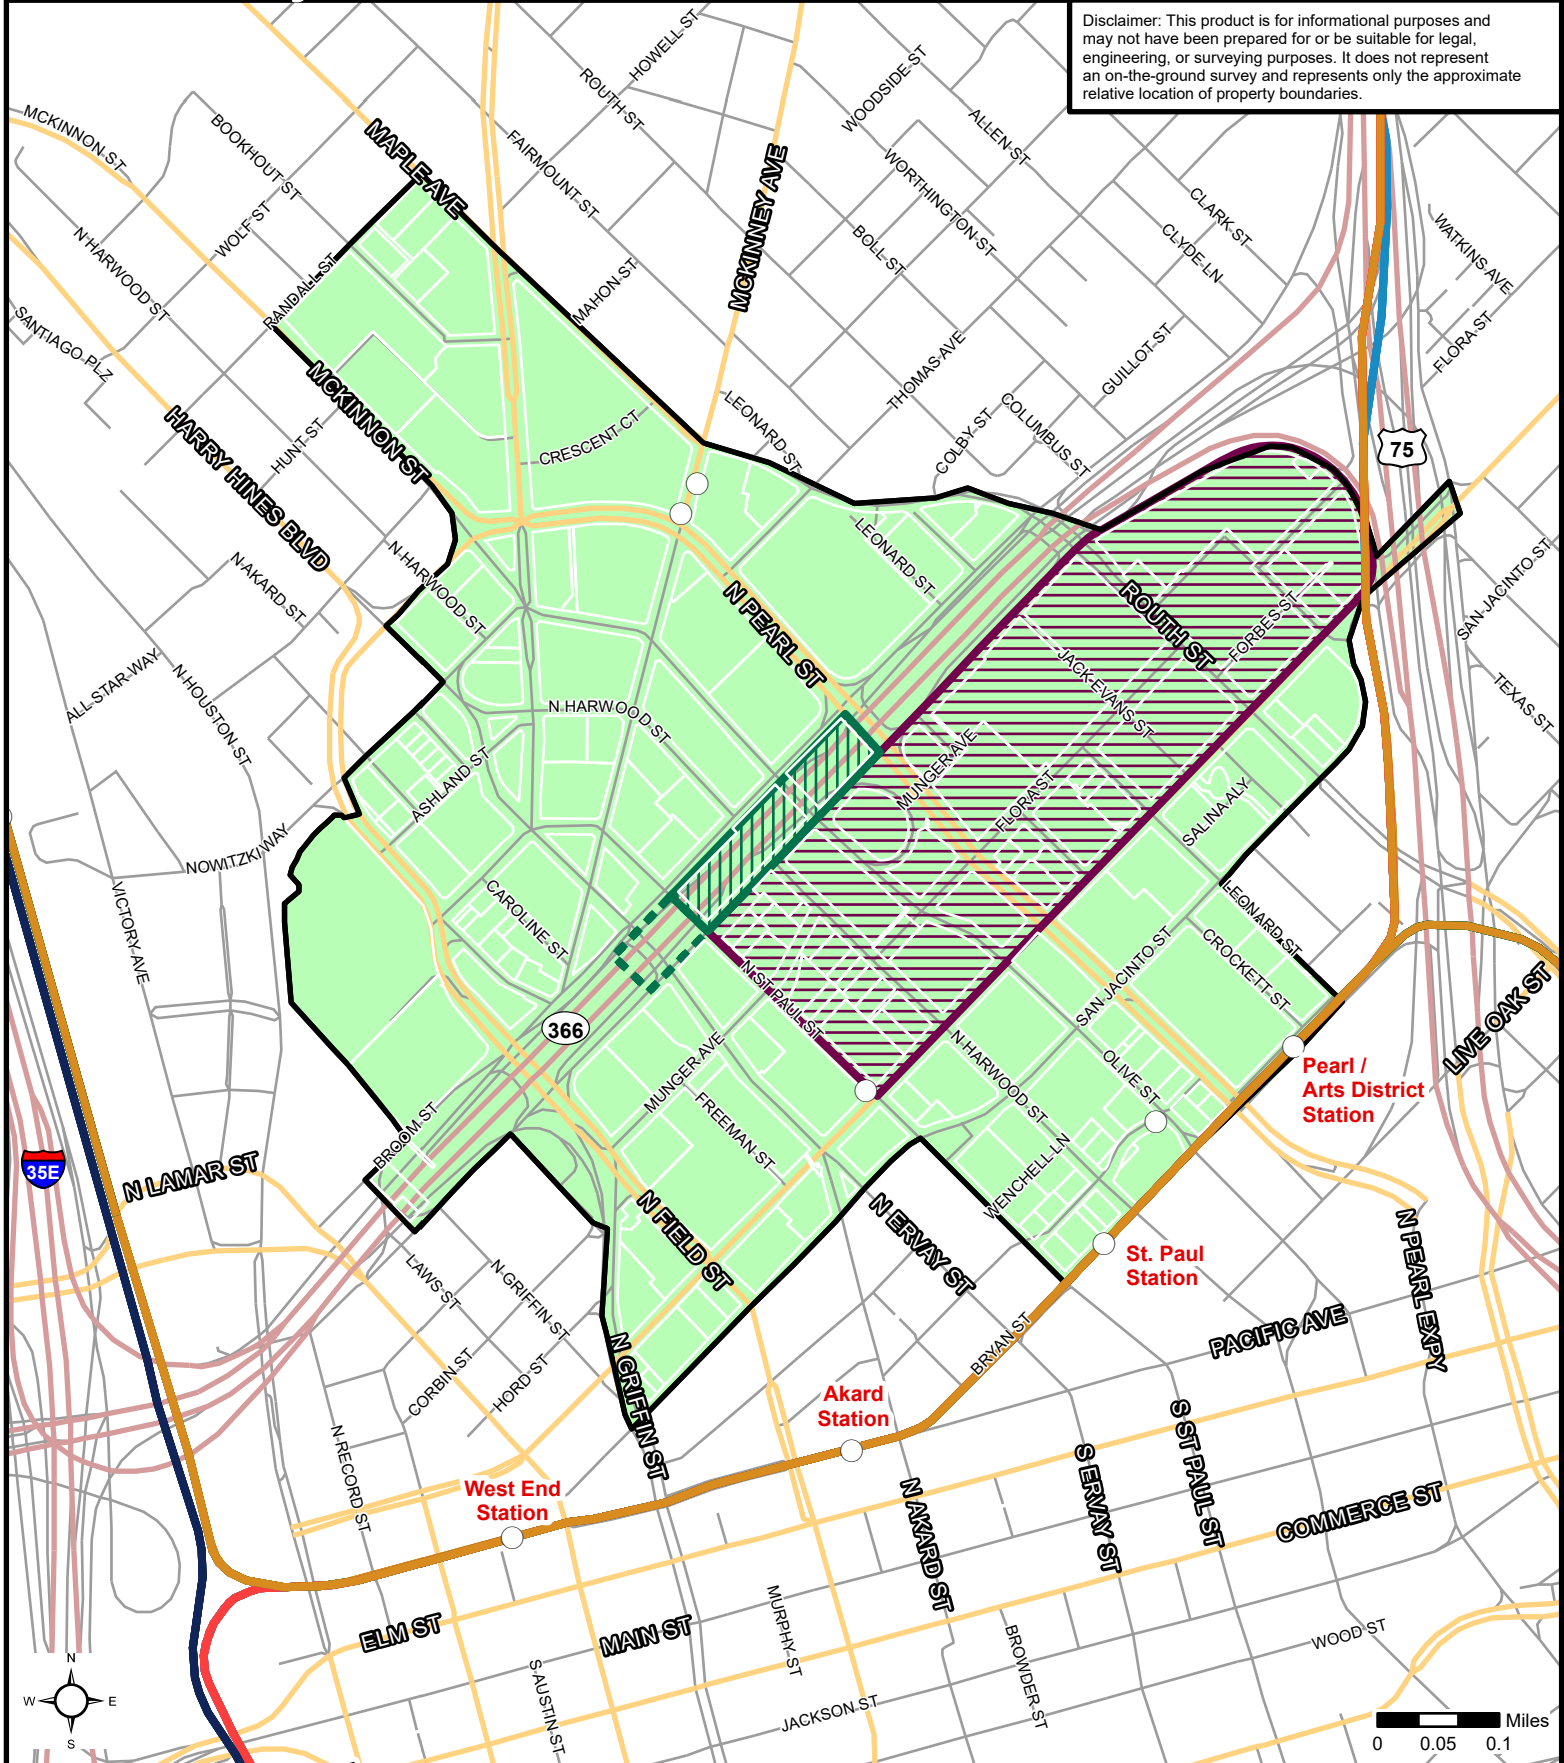 Disclaimer: This product is for informational purposes and
may not have been prepared for or be suitable for legal,
engineering, or surveying purposes. It does not represent
an on-the-ground survey and represents only the approximate
relative location of property boundaries.
HOWELL ST
ROUTH ST
WOODSIDE ST
ALLEN ST
MCKINNON ST
BOOKHOUT ST
MAPLE AVE
FAIRMOUNT ST
MCKINNEY AVE
WORTHINGTON ST
CLARK ST
WOLF ST
N HARWOOD ST
BOLL ST
CLYDE LN
WATKINS AVE
RANDALL ST
MAHON ST
SANTIAGO PLZ
THOMAS AVE
GUILLOT ST
FLORA ST
MCKINNON ST
HARRY HINES BLVD
HUNT ST
CRESCENT CT
LEONARD ST
COLBY ST
COLUMBUS ST
75
N AKARD ST
N HARWOOD ST
LEONARD ST
N PEARL ST
ROUTH ST
FORBES ST
SAN JACINTO ST
ALL STAR WAY
N HOUSTON ST
N HARWOOD ST
JACK EVANS ST
TEXAS ST
ASHLAND ST
MUNGER AVE
FLORA ST
SALINA ALY
NOWITZKI WAY
VICTORY AVE
CAROLINE ST
LEONARD ST
CROCKETT ST
N ST PAUL ST
SAN JACINTO ST
LIVE OAK ST
366
MUNGER AVE
N HARWOOD ST
OLIVE ST
Pearl /
Arts District
Station
BROOM ST
FREEMAN ST
WENCHELL LN
35E
N LAMAR ST
N FIELD ST
N ERVAY ST
St. Paul
Station
N PEARL EXPY
LAWS ST
N GRIFFIN ST
CORBIN ST
HORD ST
N GRIFFIN ST
BRYAN ST
PACIFIC AVE
Akard
Station
N RECORD ST
West End
Station
N AKARD ST
S ERVAY ST
S ST PAUL ST
COMMERCE ST
ELM ST
MAIN ST
MURPHY ST
BROWDER ST
WOOD ST
S AUSTIN ST
JACKSON ST
N
W E
S
Miles
0 0.05 0.1